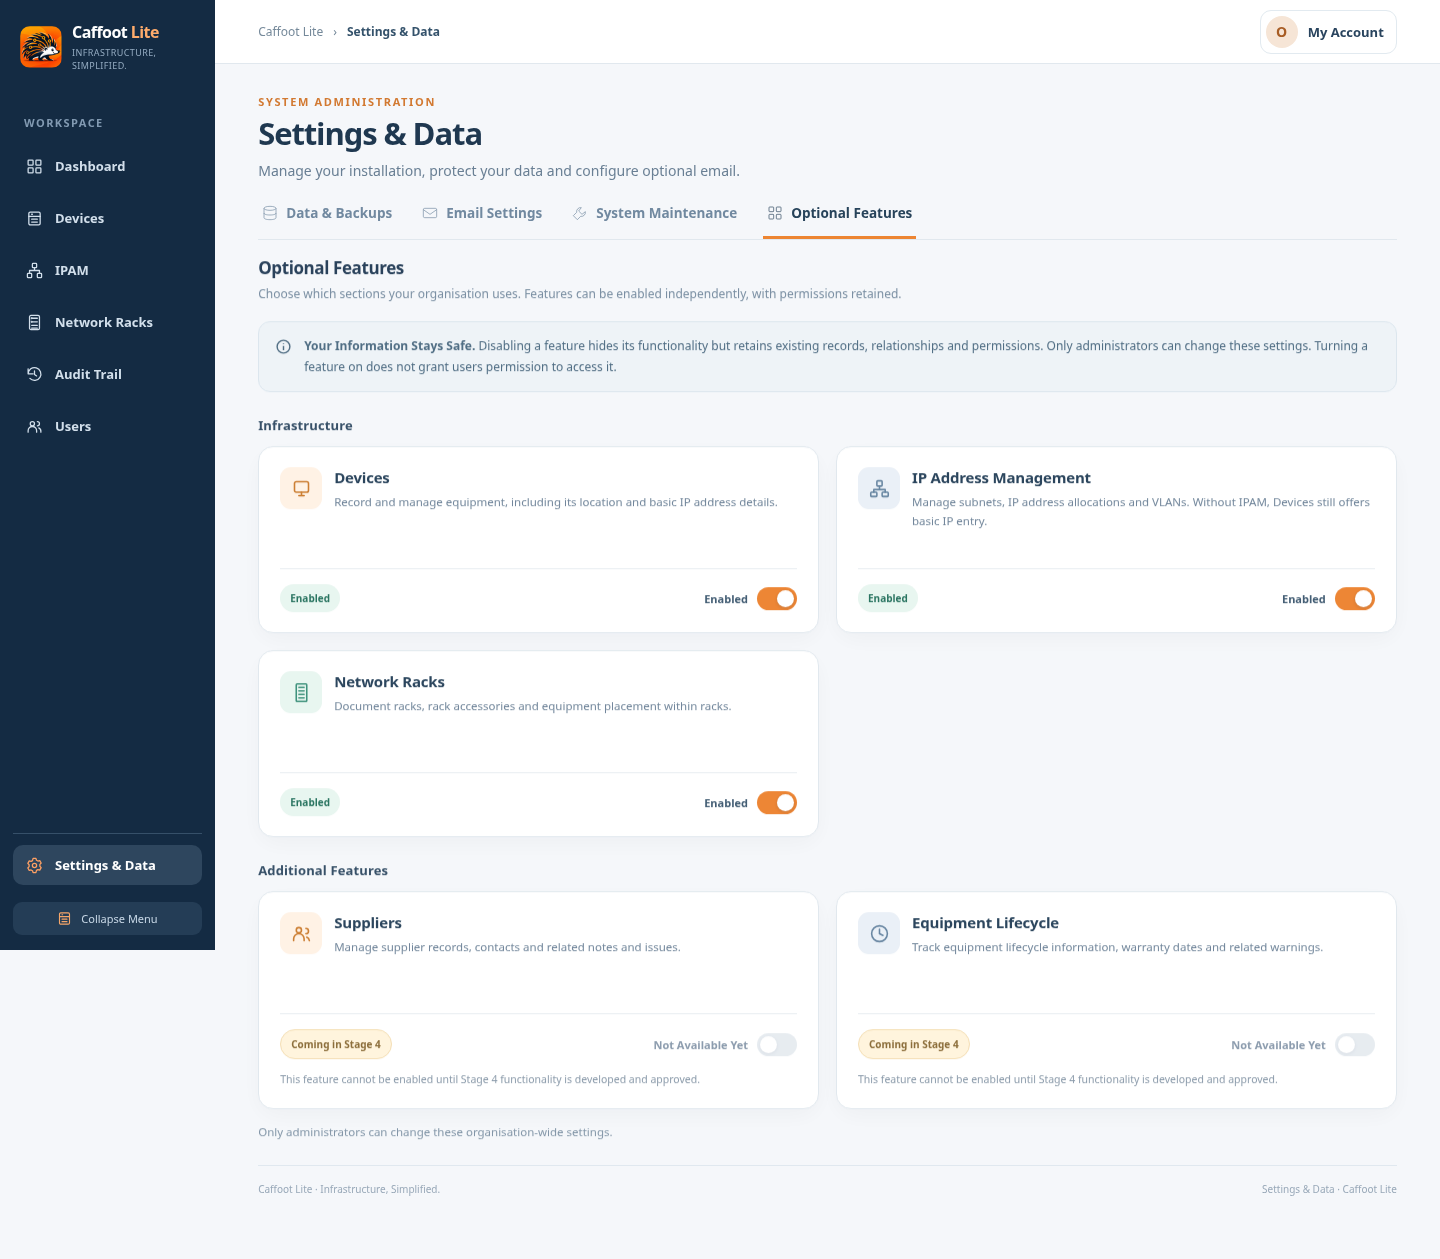 Caffoot Lite
INFRASTRUCTURE,
SIMPLIFIED.
WORKSPACE
Dashboard
Devices
IPAM
Network Racks
Audit Trail
Users
Settings & Data
Collapse Menu
Caffoot Lite › Settings & Data
O My Account
SYSTEM ADMINISTRATION
Settings & Data
Manage your installation, protect your data and configure optional email.
Data & Backups Email Settings System Maintenance Optional Features
Optional Features
Choose which sections your organisation uses. Features can be enabled independently, with permissions retained.
Your Information Stays Safe. Disabling a feature hides its functionality but retains existing records, relationships and permissions. Only administrators can change these settings. Turning a
feature on does not grant users permission to access it.
Infrastructure
Devices
Record and manage equipment, including its location and basic IP address details.
Enabled Enabled
IP Address Management
Manage subnets, IP address allocations and VLANs. Without IPAM, Devices still offers
basic IP entry.
Enabled Enabled
Network Racks
Document racks, rack accessories and equipment placement within racks.
Enabled Enabled
Additional Features
Suppliers
Manage supplier records, contacts and related notes and issues.
Coming in Stage 4 Not Available Yet
This feature cannot be enabled until Stage 4 functionality is developed and approved.
Equipment Lifecycle
Track equipment lifecycle information, warranty dates and related warnings.
Coming in Stage 4 Not Available Yet
This feature cannot be enabled until Stage 4 functionality is developed and approved.
Only administrators can change these organisation-wide settings.
Caffoot Lite · Infrastructure, Simplified. Settings & Data · Caffoot Lite